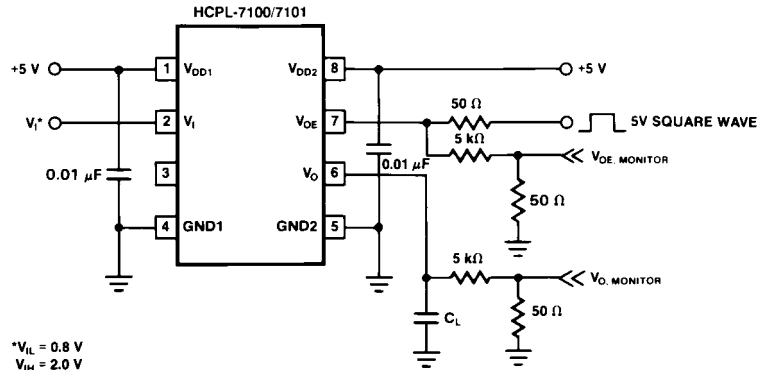 HCPL-7100/7101
+5 V
1
V_DD1
V_DD2
8
+5 V
V_I*
2
V_I
V_OE
7
50 Ω
5V SQUARE WAVE
0.01 µF
3
V_O
6
0.01 µF
5 kΩ
V_OE, MONITOR
50 Ω
4
GND1
GND2
5
5 kΩ
V_O, MONITOR
50 Ω
C_L
*V_IL = 0.8 V
V_IH = 2.0 V